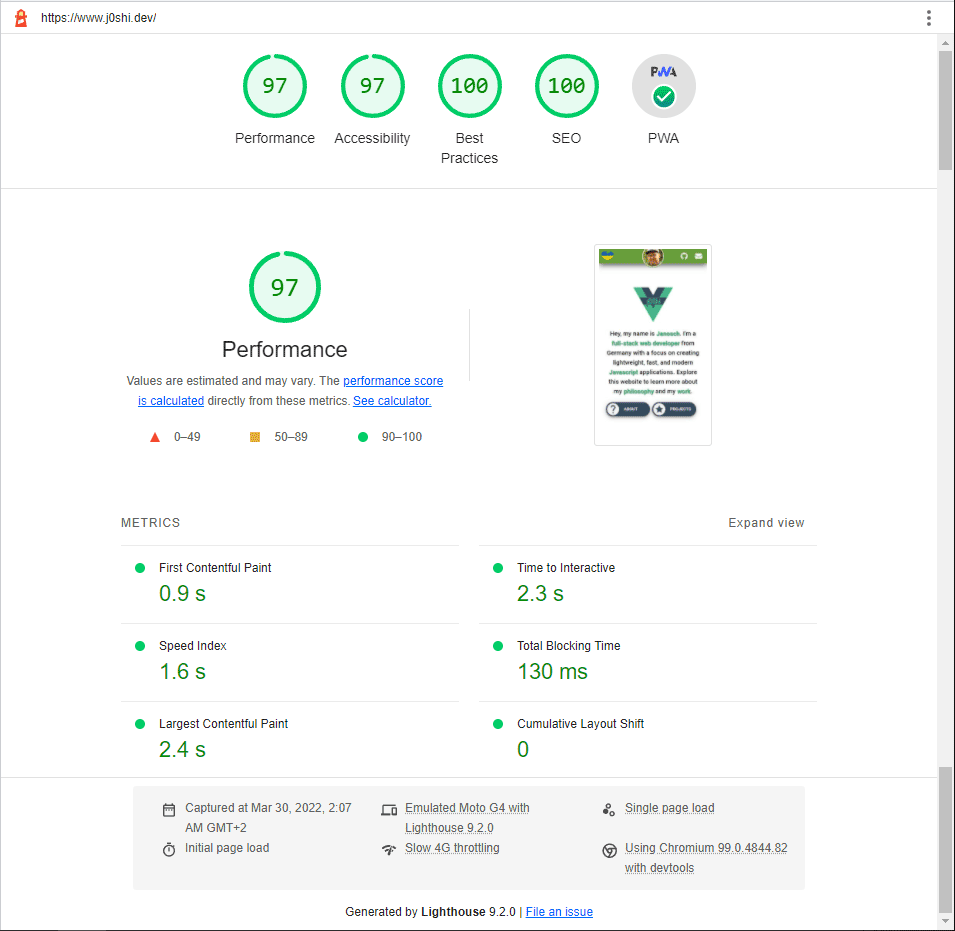 https://www.j0shi.dev/
97
97
100
100
PWA
Performance
Accessibility
Best
Practices
SEO
PWA
97
Performance
Values are estimated and may vary. The performance score
is calculated directly from these metrics. See calculator.
0–49
50–89
90–100
Hey, my name is Janosch. I'm a
full-stack web developer from
Germany with a focus on creating
lightweight, fast, and modern
Javascript applications. Explore
this website to learn more about
my philosophy and my work.
ABOUT
PROJECTS
METRICS
Expand view
First Contentful Paint
0.9 s
Time to Interactive
2.3 s
Speed Index
1.6 s
Total Blocking Time
130 ms
Largest Contentful Paint
2.4 s
Cumulative Layout Shift
0
Captured at Mar 30, 2022, 2:07
AM GMT+2
Emulated Moto G4 with
Lighthouse 9.2.0
Single page load
Initial page load
Slow 4G throttling
Using Chromium 99.0.4844.82
with devtools
Generated by Lighthouse 9.2.0 | File an issue